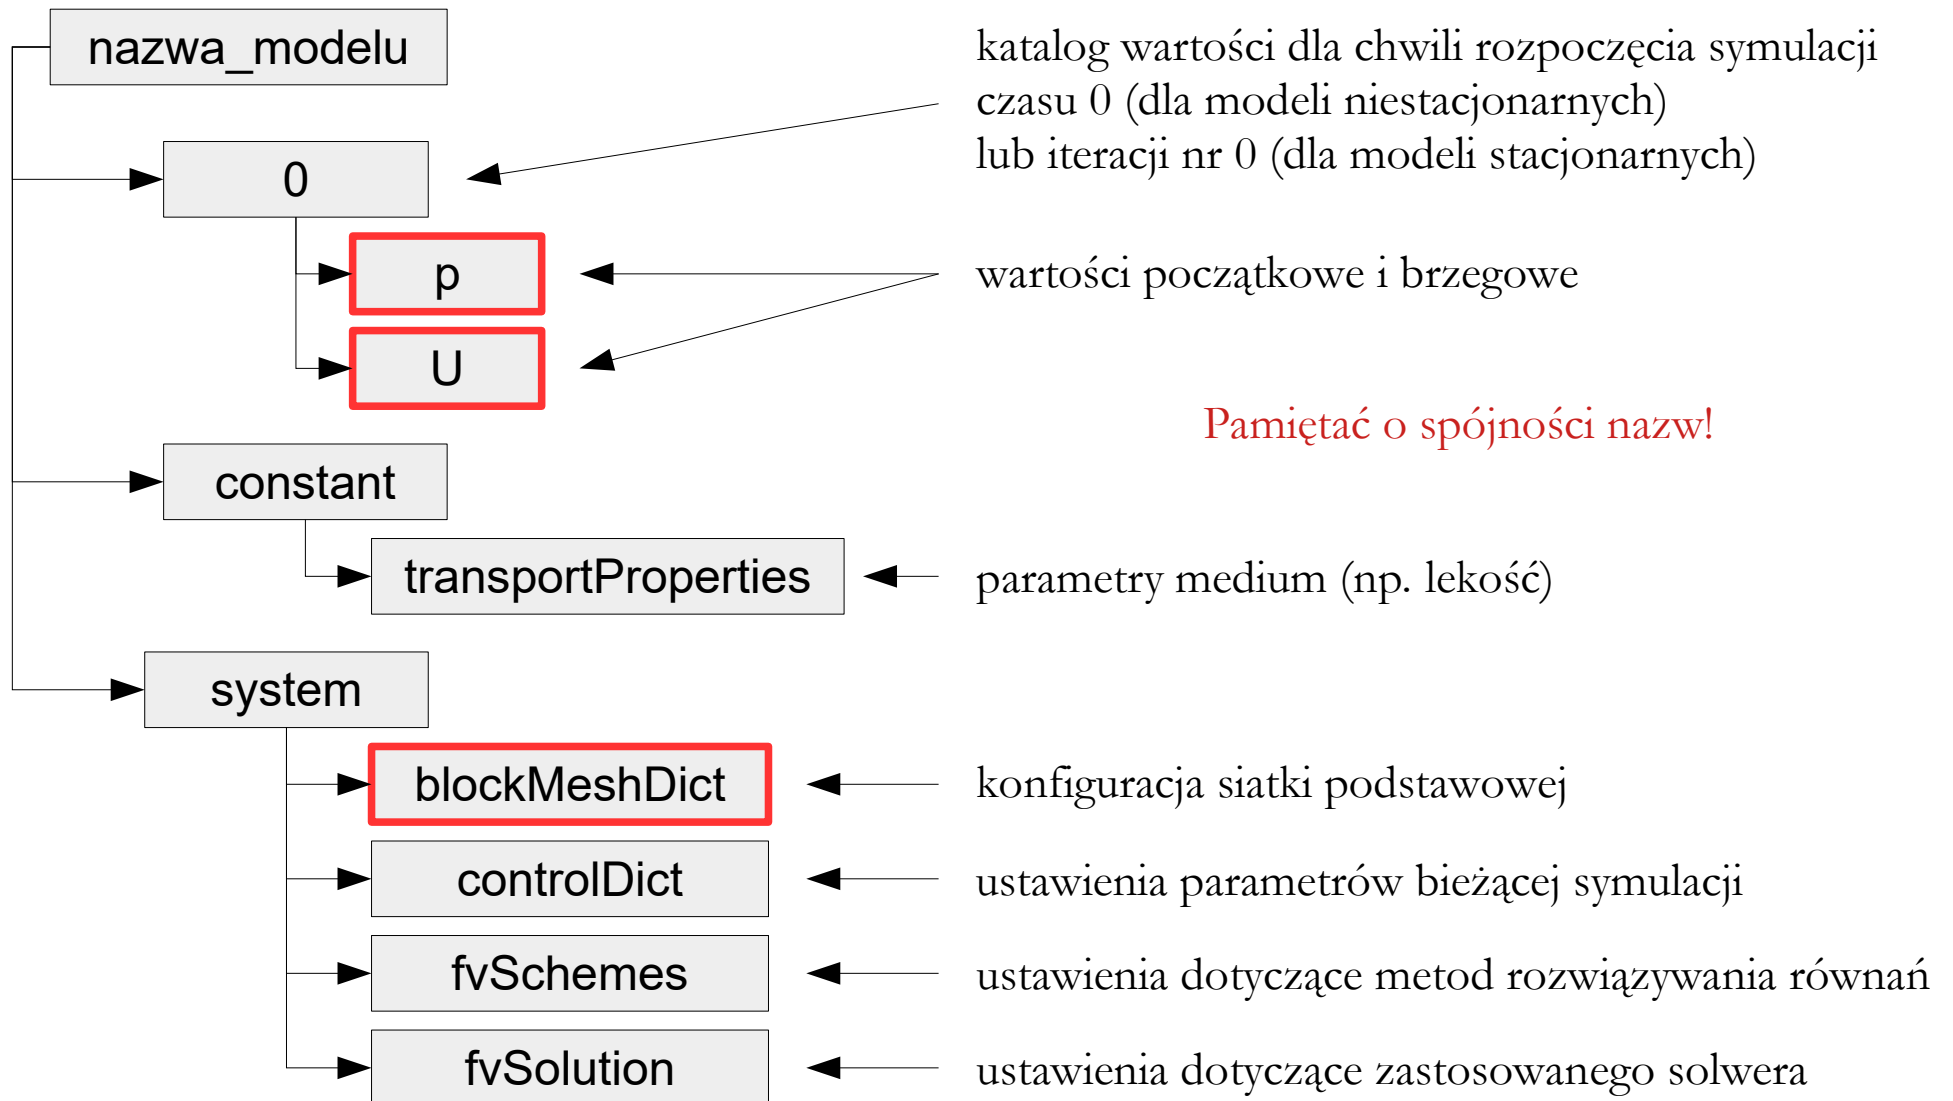 nazwa_modelu
katalog wartości dla chwili rozpoczęcia symulacji
czasu 0 (dla modeli niestacjonarnych)
lub iteracji nr 0 (dla modeli stacjonarnych)
0
p
wartości początkowe i brzegowe
U
Pamiętać o spójności nazw!
constant
transportProperties
parametry medium (np. lekość)
system
blockMeshDict
konfiguracja siatki podstawowej
controlDict
ustawienia parametrów bieżącej symulacji
fvSchemes
ustawienia dotyczące metod rozwiązywania równań
fvSolution
ustawienia dotyczące zastosowanego solwera